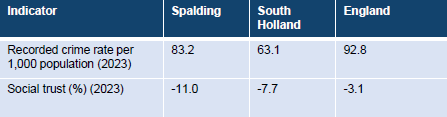 Indicator Spalding South Holland England
Recorded crime rate per 1,000 population (2023) 83.2 63.1 92.8
Social trust (%) (2023) -11.0 -7.7 -3.1